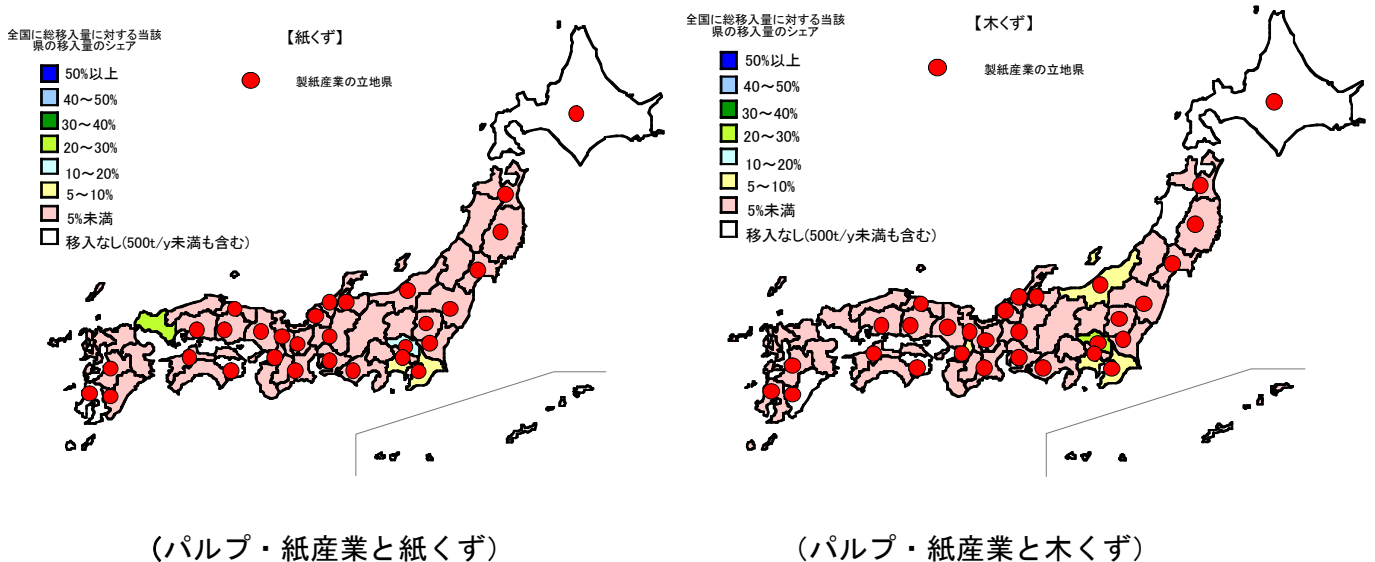 全国に総移入量に対する当該
県の移入量のシェア
【紙くず】
50%以上
40～50%
30～40%
20～30%
10～20%
5～10%
5%未満
移入なし(500t/y未満も含む)
製紙産業の立地県
全国に総移入量に対する当該
県の移入量のシェア
【木くず】
50%以上
40～50%
30～40%
20～30%
10～20%
5～10%
5%未満
移入なし(500t/y未満も含む)
製紙産業の立地県
(パルプ・紙産業と紙くず)
(パルプ・紙産業と木くず)